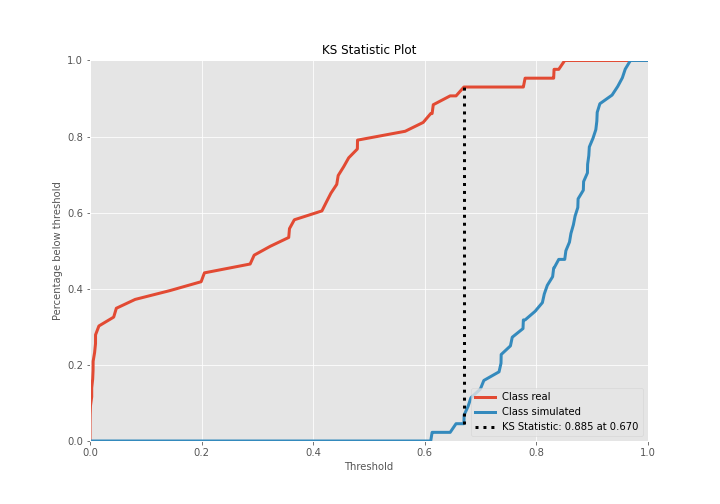 KS Statistic Plot
1.0
0.8
0.6
0.4
0.2
0.0
Percentage below threshold
0.0 0.2 0.4 0.6 0.8 1.0
Threshold
Class real
Class simulated
KS Statistic: 0.885 at 0.670